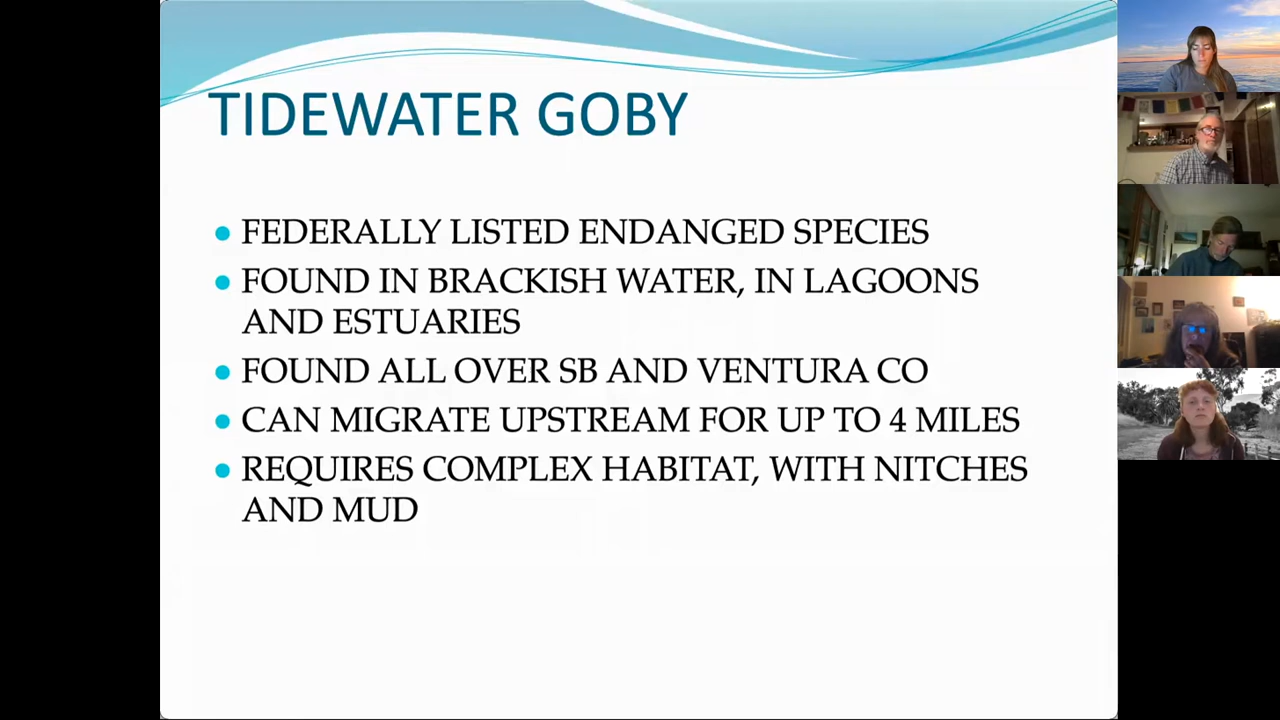 TIDEWATER GOBY
• FEDERALLY LISTED ENDANGED SPECIES
• FOUND IN BRACKISH WATER, IN LAGOONS
AND ESTUARIES
• FOUND ALL OVER SB AND VENTURA CO
• CAN MIGRATE UPSTREAM FOR UP TO 4 MILES
• REQUIRES COMPLEX HABITAT, WITH NITCHES
AND MUD